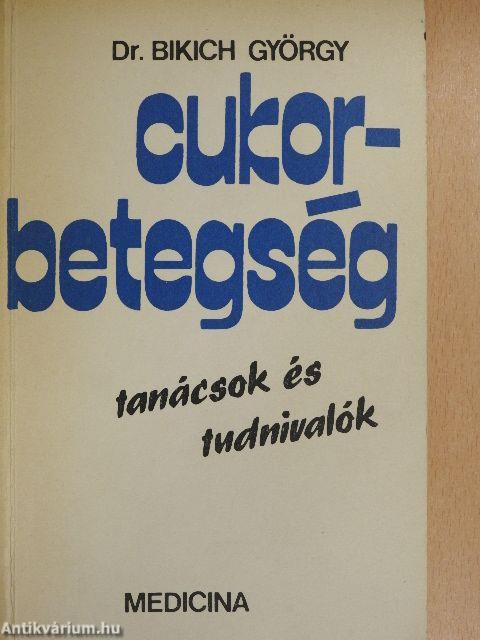 Dr. BIKICH GYÖRGY
cukor-
betegség
tanácsok és
tudnivalók
MEDICINA
Antikvárium.hu